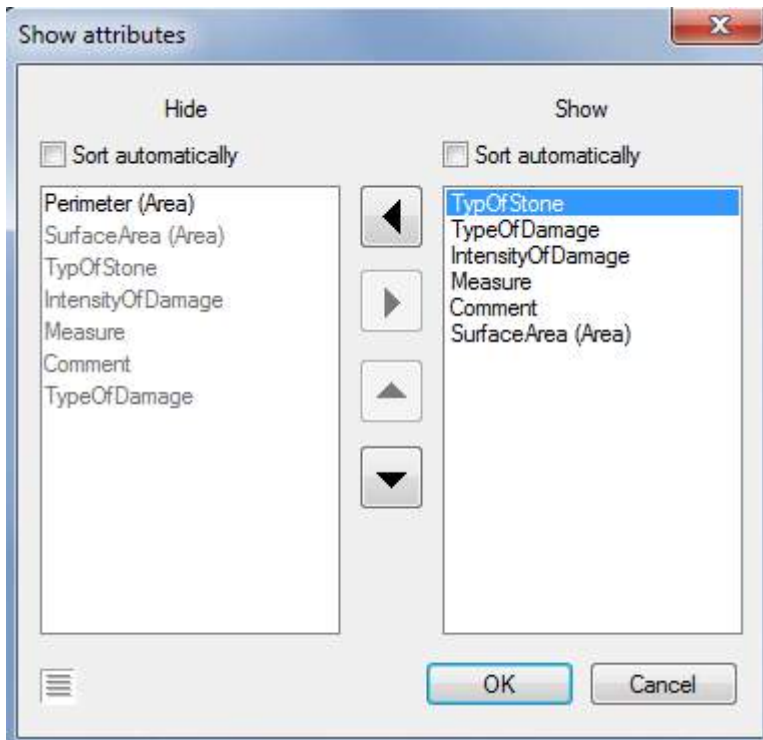 Show attributes
Hide
Show
Sort automatically
Sort automatically
Perimeter (Area)
SurfaceArea (Area)
TypOfStone
IntensityOfDamage
Measure
Comment
TypeOfDamage
TypOfStone
TypeOfDamage
IntensityOfDamage
Measure
Comment
SurfaceArea (Area)
OK
Cancel